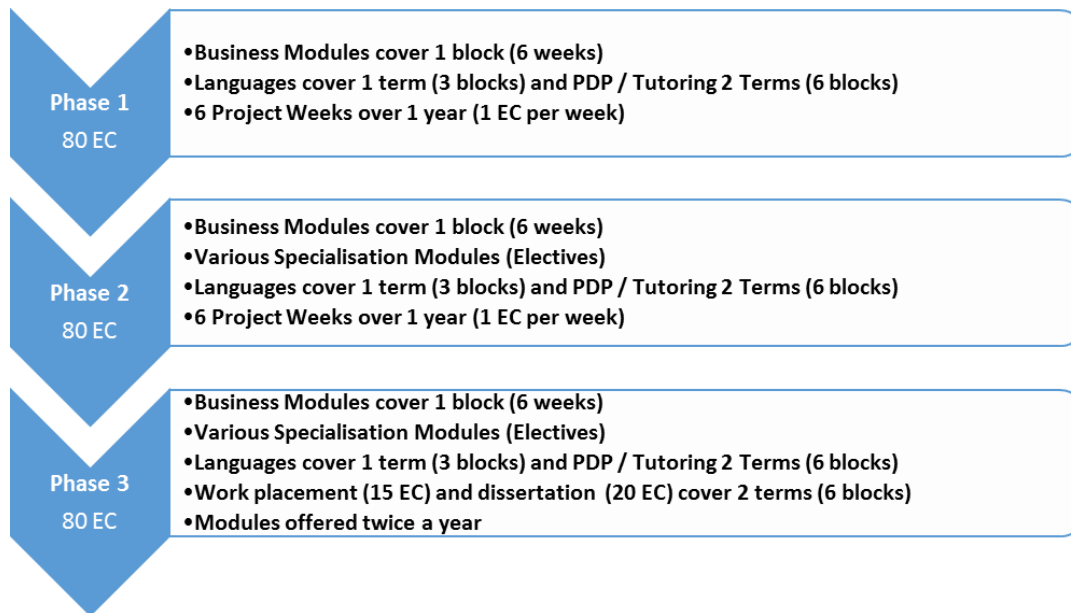 Phase 1
80 EC
•Business Modules cover 1 block (6 weeks)
•Languages cover 1 term (3 blocks) and PDP / Tutoring 2 Terms (6 blocks)
•6 Project Weeks over 1 year (1 EC per week)
Phase 2
80 EC
•Business Modules cover 1 block (6 weeks)
•Various Specialisation Modules (Electives)
•Languages cover 1 term (3 blocks) and PDP / Tutoring 2 Terms (6 blocks)
•6 Project Weeks over 1 year (1 EC per week)
Phase 3
80 EC
•Business Modules cover 1 block (6 weeks)
•Various Specialisation Modules (Electives)
•Languages cover 1 term (3 blocks) and PDP / Tutoring 2 Terms (6 blocks)
•Work placement (15 EC) and dissertation (20 EC) cover 2 terms (6 blocks)
•Modules offered twice a year